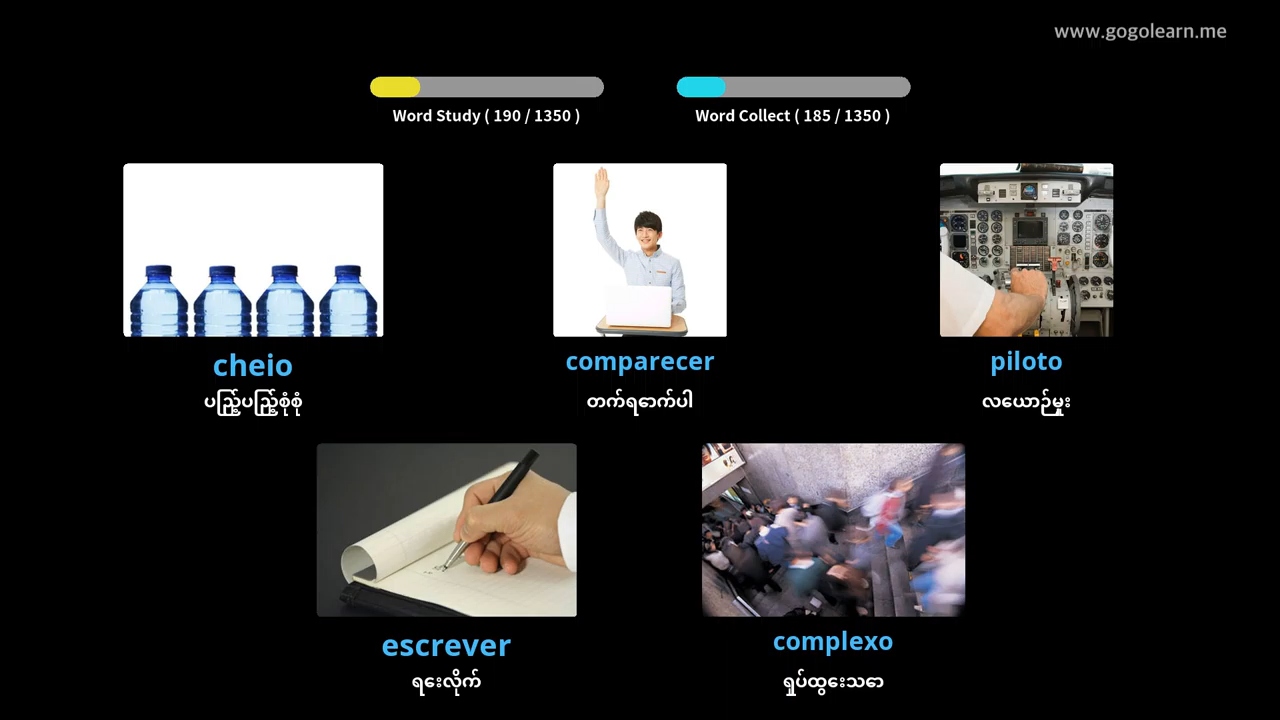 www.gogolearn.me
Word Study ( 190 / 1350 )
Word Collect ( 185 / 1350 )
cheio
ပည့်ပြည့်စုံစုံ
comparecer
တက်ရောက်ပါ
piloto
လေယာဉ်မှူး
escrever
ရေးလိုက်
complexo
ရှုပ်ထွေးသော